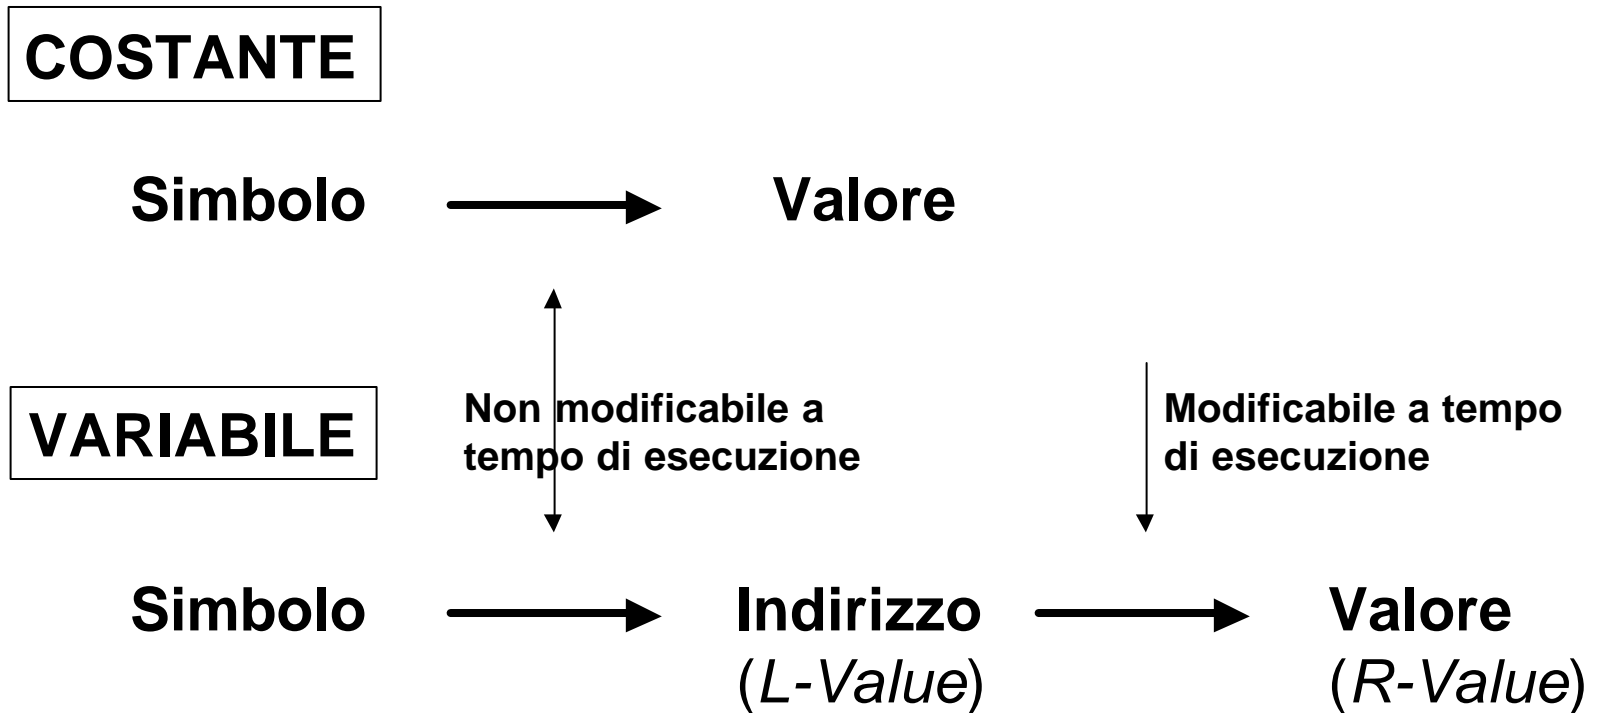 COSTANTE
Simbolo Valore
VARIABILE
Non modificabile a
tempo di esecuzione
Modificabile a tempo
di esecuzione
Simbolo Indirizzo Valore
(L-Value) (R-Value)